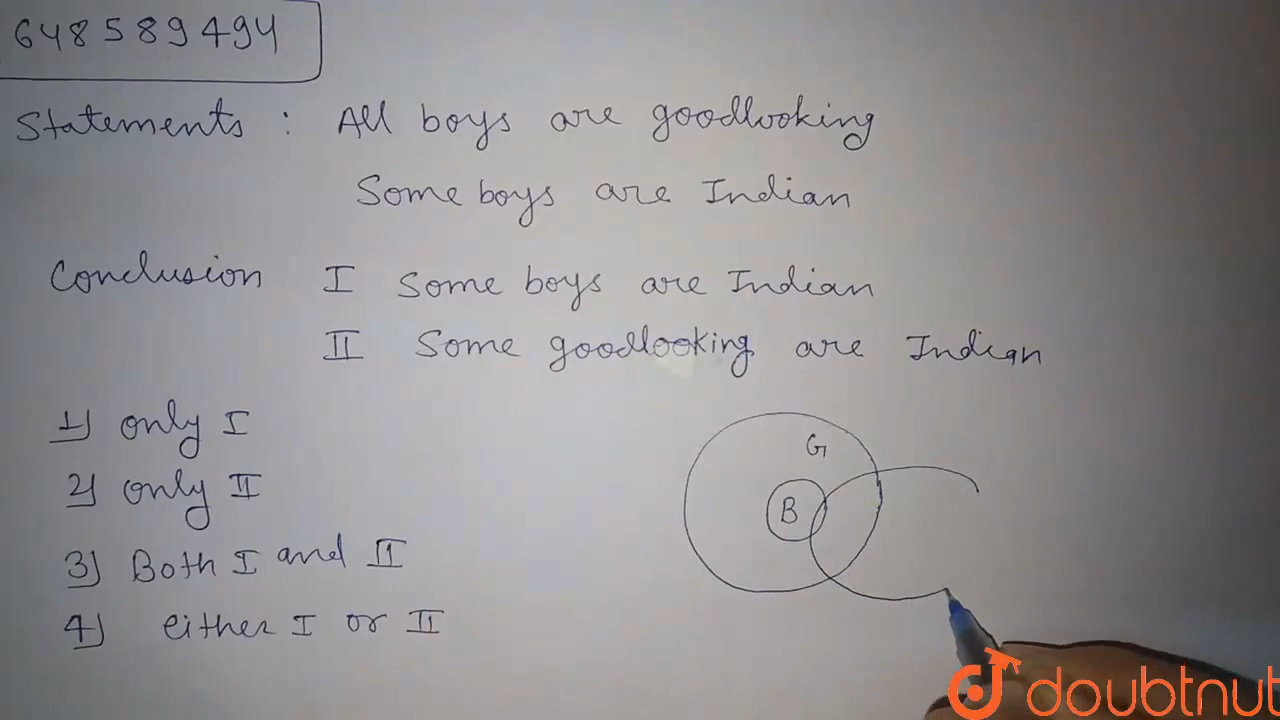 648589494
Statements : All boys are goodlooking
Some boys are Indian
Conclusion I Some boys are Indian
II Some goodlooking are Indian
1) only I
2) only II
3) Both I and II
4) either I or II
G
B
doubtnut